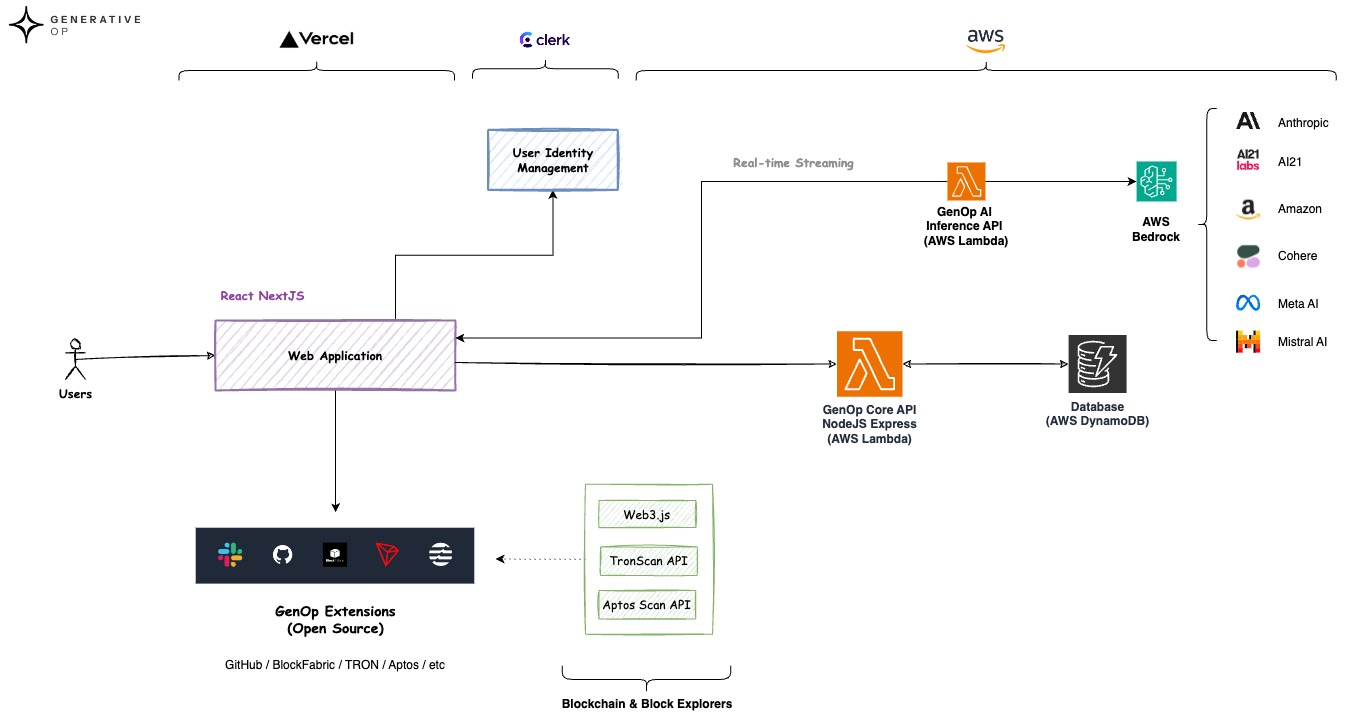 GENERATIVE
OP
Vercel
clerk
aws
User Identity
Management
Real-time Streaming
GenOp AI
Inference API
(AWS Lambda)
AWS
Bedrock
Anthropic
AI21
labs
AI21
Amazon
Cohere
Meta AI
Mistral AI
React NextJS
Web Application
Users
GenOp Core API
NodeJS Express
(AWS Lambda)
Database
(AWS DynamoDB)
GenOp Extensions
(Open Source)
GitHub / BlockFabric / TRON / Aptos / etc
Web3.js
TronScan API
Aptos Scan API
Blockchain & Block Explorers